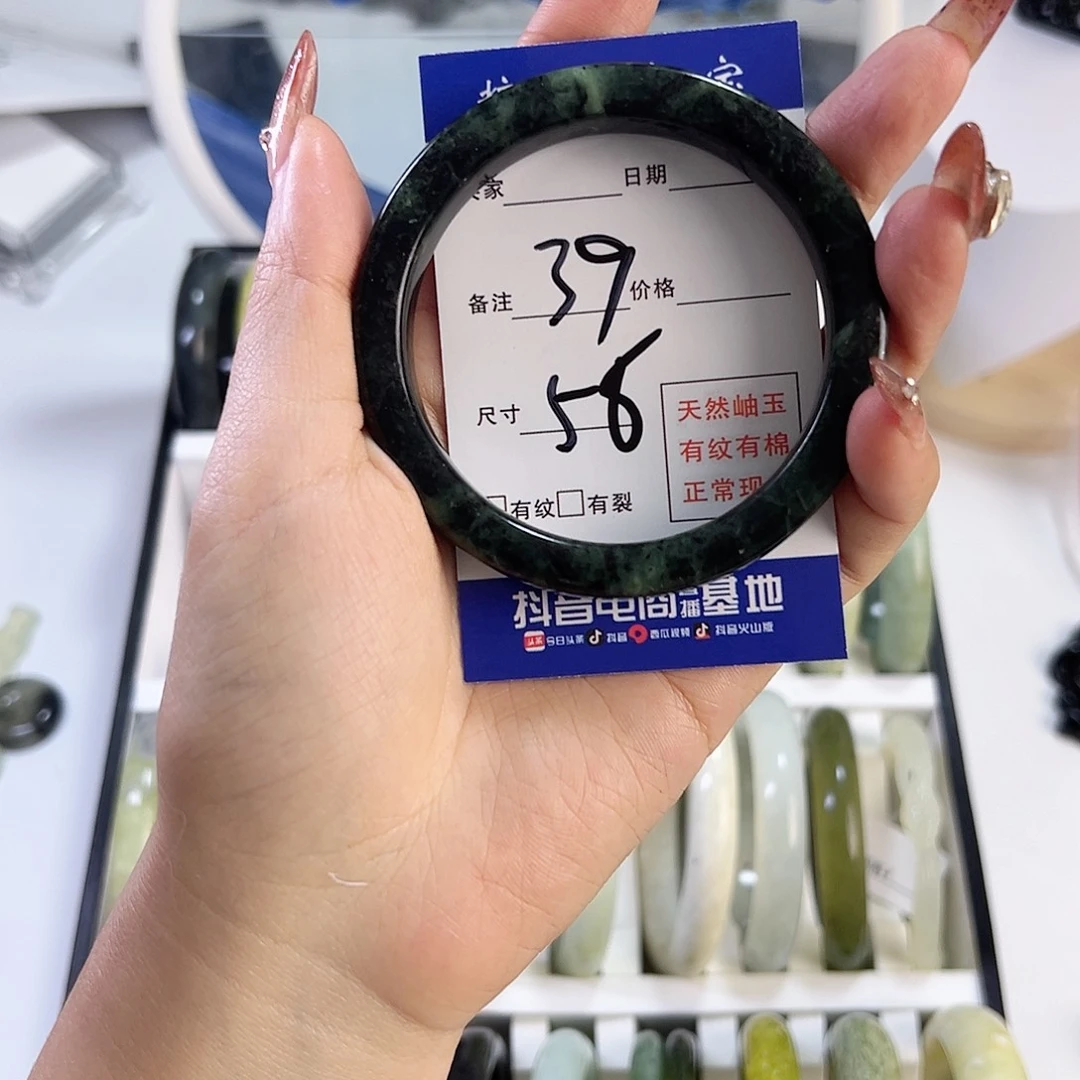 家 日期
39
备注 价格
尺寸 56
天然岫玉
有纹有棉
正常现
有纹 有裂
抖音电商直播基地
今日头条 抖音 西瓜视频 抖音火山版